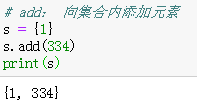 # add： 向集合内添加元素
s = {1}
s.add(334)
print(s)
{1, 334}